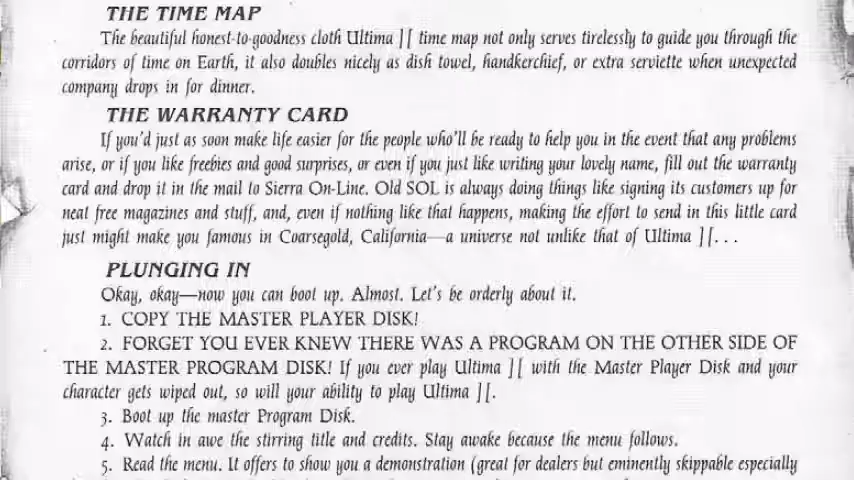 THE TIME MAP
The beautiful honest-to-goodness cloth Ultima ][ time map not only serves tirelessly to guide you through the
corridors of time on Earth, it also doubles nicely as dish towel, handkerchief, or extra serviette when unexpected
company drops in for dinner.
THE WARRANTY CARD
If you'd just as soon make life easier for the people who'll be ready to help you in the event that any problems
arise, or if you like freebies and good surprises, or even if you just like writing your lovely name, fill out the warranty
card and drop it in the mail to Sierra On-Line. Old SOL is always doing things like signing its customers up for
neat free magazines and stuff, and, even if nothing like that happens, making the effort to send in this little card
just might make you famous in Coarsegold, California—a universe not unlike that of Ultima ][. . .
PLUNGING IN
Okay, okay—now you can boot up. Almost. Let's be orderly about it.
1. COPY THE MASTER PLAYER DISK!
2. FORGET YOU EVER KNEW THERE WAS A PROGRAM ON THE OTHER SIDE OF
THE MASTER PROGRAM DISK! If you ever play Ultima ][ with the Master Player Disk and your
character gets wiped out, so will your ability to play Ultima ][.
3. Boot up the master Program Disk.
4. Watch in awe the stirring title and credits. Stay awake because the menu follows.
5. Read the menu. It offers to show you a demonstration (great for dealers but eminently skippable especially